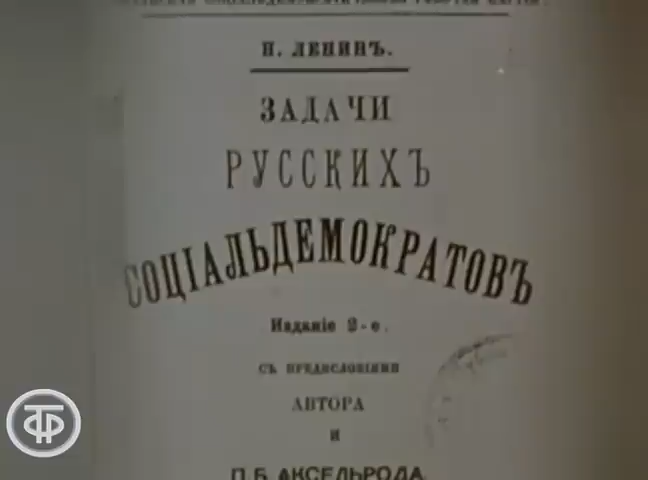 Н. ЛЕНИНЪ.
ЗАДАЧИ
РУССКИХЪ
СОЦІАЛЬДЕМОКРАТОВЪ
Изданіе 2-е.
СЪ ПРЕДИСЛОВІЯМИ
АВТОРА
И
П. Б. АКСЕЛЬРОДА